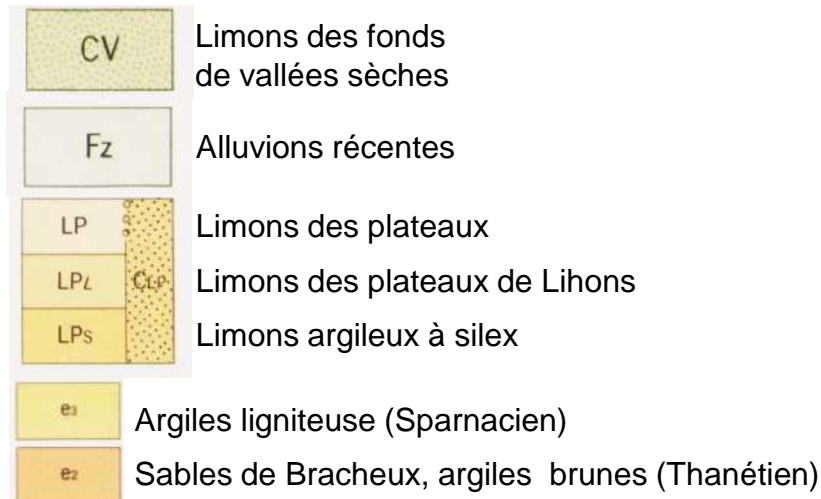 CV Limons des fonds
de vallées sèches
Fz Alluvions récentes
LP Limons des plateaux
LPL CLP Limons des plateaux de Lihons
LPs Limons argileux à silex
e3 Argiles ligniteuse (Sparnacien)
e2 Sables de Bracheux, argiles brunes (Thanétien)